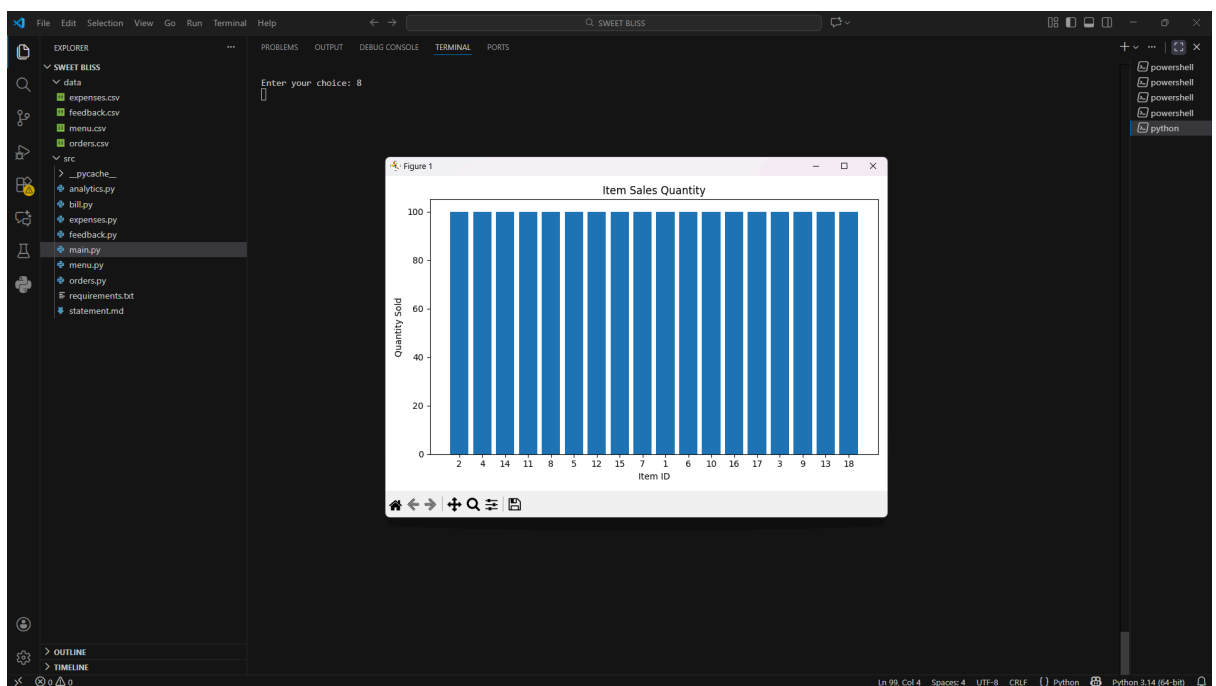 File Edit Selection View Go Run Terminal Help
SWEET BLISS
EXPLORER
SWEET BLISS
data
expenses.csv
feedback.csv
menu.csv
orders.csv
src
__pycache__
analytics.py
bill.py
expenses.py
feedback.py
main.py
menu.py
orders.py
requirements.txt
statement.md
OUTLINE
TIMELINE
PROBLEMS OUTPUT DEBUG CONSOLE TERMINAL PORTS
Enter your choice: 8
Figure 1
Item Sales Quantity
Quantity Sold
100
80
60
40
20
0
2 4 14 11 8 5 12 15 7 1 6 10 16 17 3 9 13 18
Item ID
powershell
powershell
powershell
powershell
python
0 0
Ln 99, Col 4 Spaces: 4 UTF-8 CRLF { } Python Python 3.14 (64-bit)